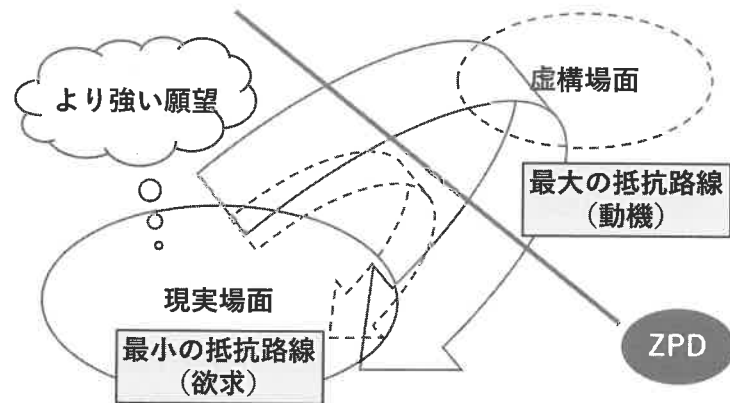 より強い願望
虚構場面
最大の抵抗路線
（動機）
現実場面
最小の抵抗路線
（欲求）
ZPD